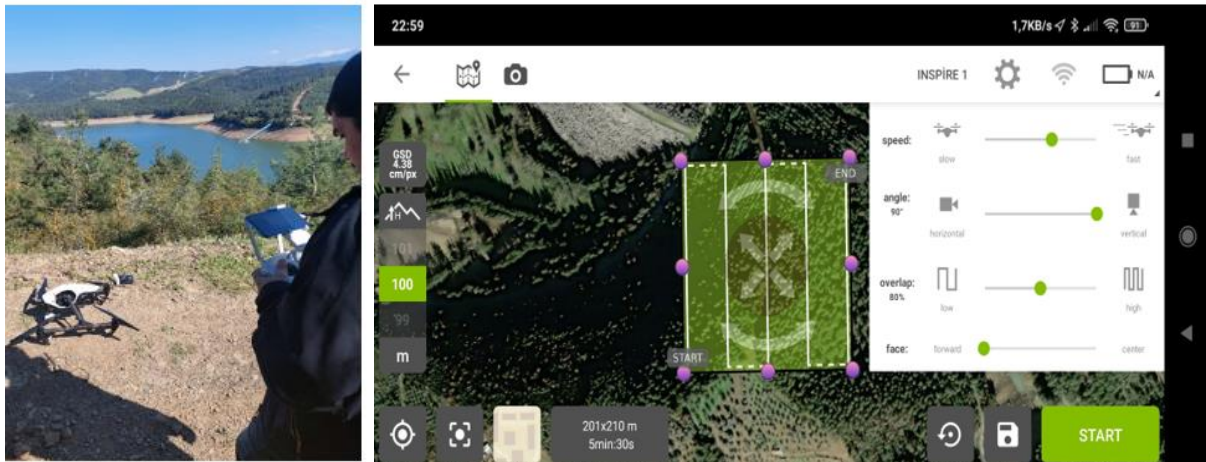 22:59
1,7KB/s
91
INSPİRE 1
N/A
GSD
4.38
cm/px
H
101
100
99
m
END
START
speed:
slow
fast
angle:
90°
horizontal
vertical
overlap:
80%
low
high
face:
forward
center
201x210 m
5min:30s
START